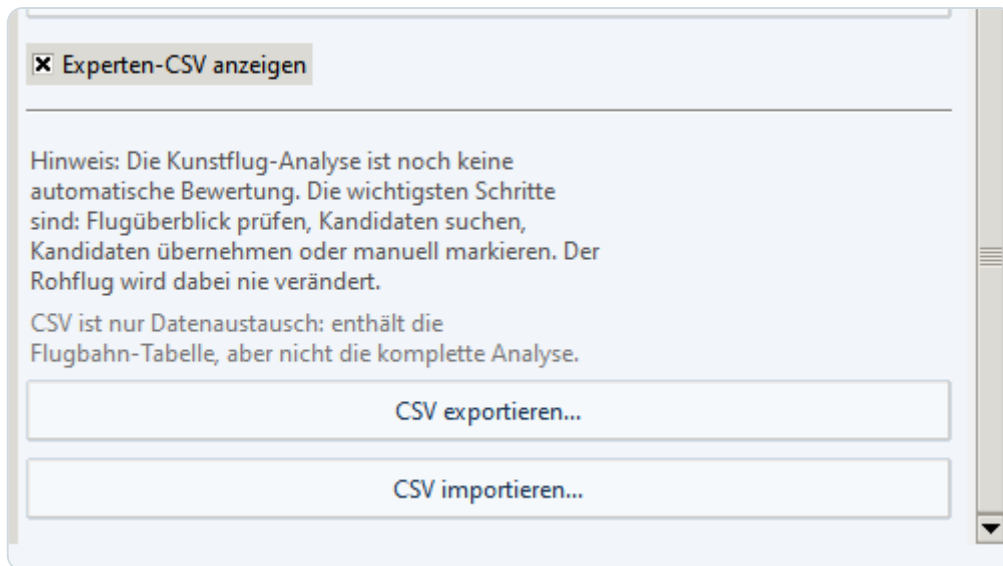 Experten-CSV anzeigen
Hinweis: Die Kunstflug-Analyse ist noch keine
automatische Bewertung. Die wichtigsten Schritte
sind: Flugüberblick prüfen, Kandidaten suchen,
Kandidaten übernehmen oder manuell markieren. Der
Rohflug wird dabei nie verändert.
CSV ist nur Datenaustausch: enthält die
Flugbahn-Tabelle, aber nicht die komplette Analyse.
CSV exportieren...
CSV importieren...